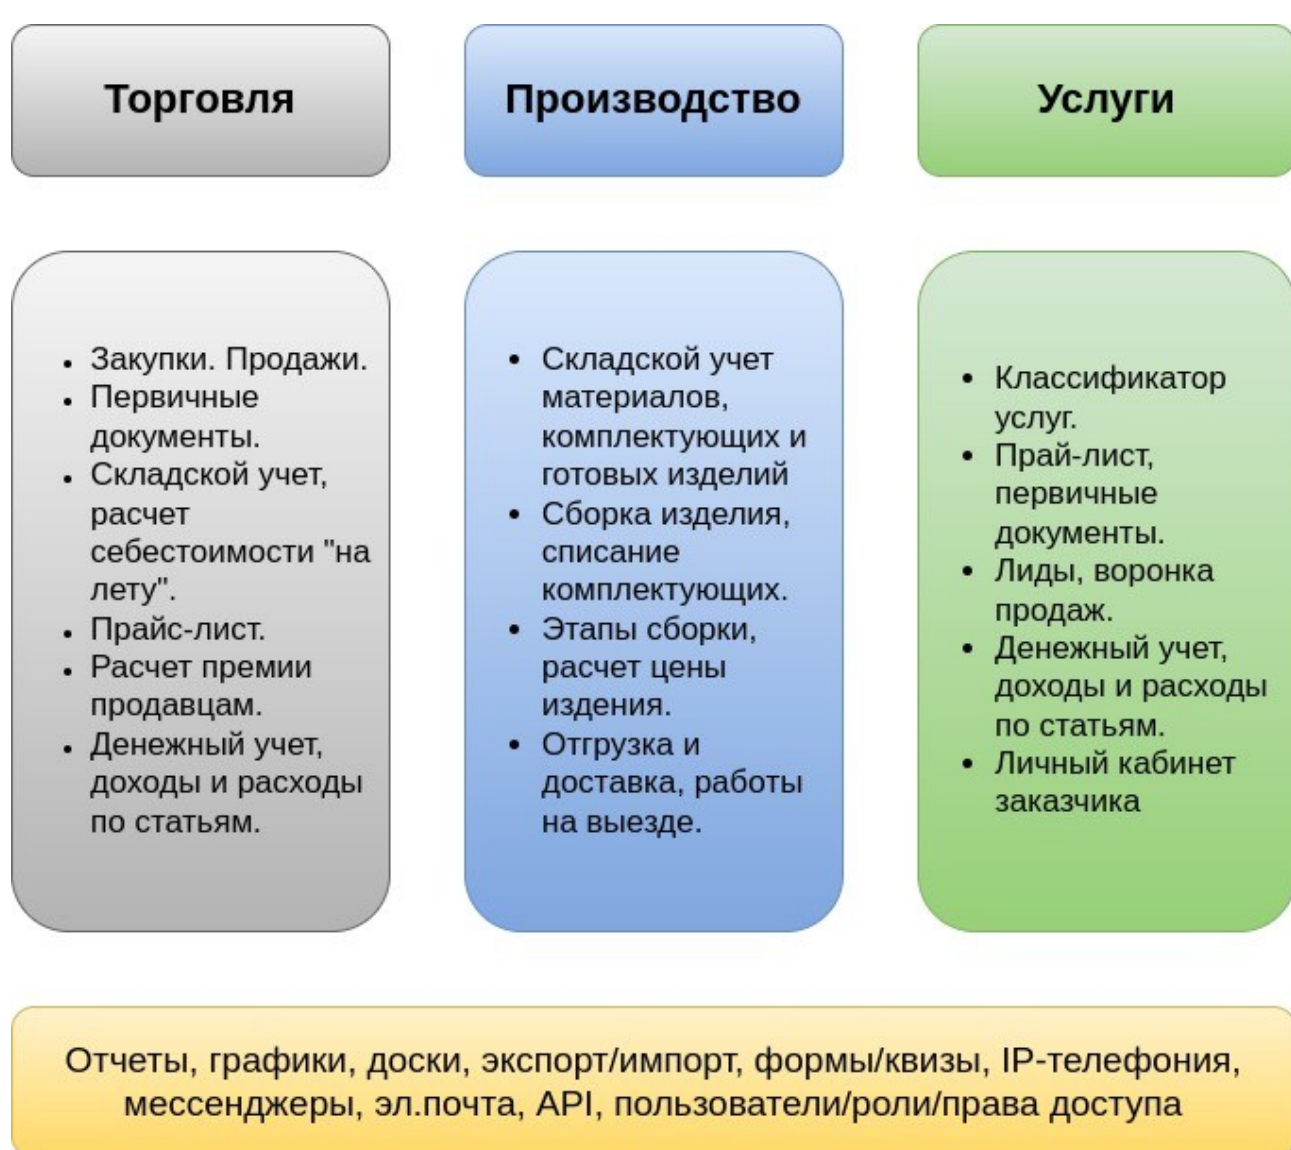 Торговля
Производство
Услуги
• Закупки. Продажи.
• Первичные
документы.
• Складской учет,
расчет
себестоимости "на
лету".
• Прайс-лист.
• Расчет премии
продавцам.
• Денежный учет,
доходы и расходы
по статьям.
• Складской учет
материалов,
комплектующих и
готовых изделий
• Сборка изделия,
списание
комплектующих.
• Этапы сборки,
расчет цены
издения.
• Отгрузка и
доставка, работы
на выезде.
• Классификатор
услуг.
• Прай-лист,
первичные
документы.
• Лиды, воронка
продаж.
• Денежный учет,
доходы и расходы
по статьям.
• Личный кабинет
заказчика
Отчеты, графики, доски, экспорт/импорт, формы/квизы, IP-телефония,
мессенджеры, эл.почта, API, пользователи/роли/права доступа